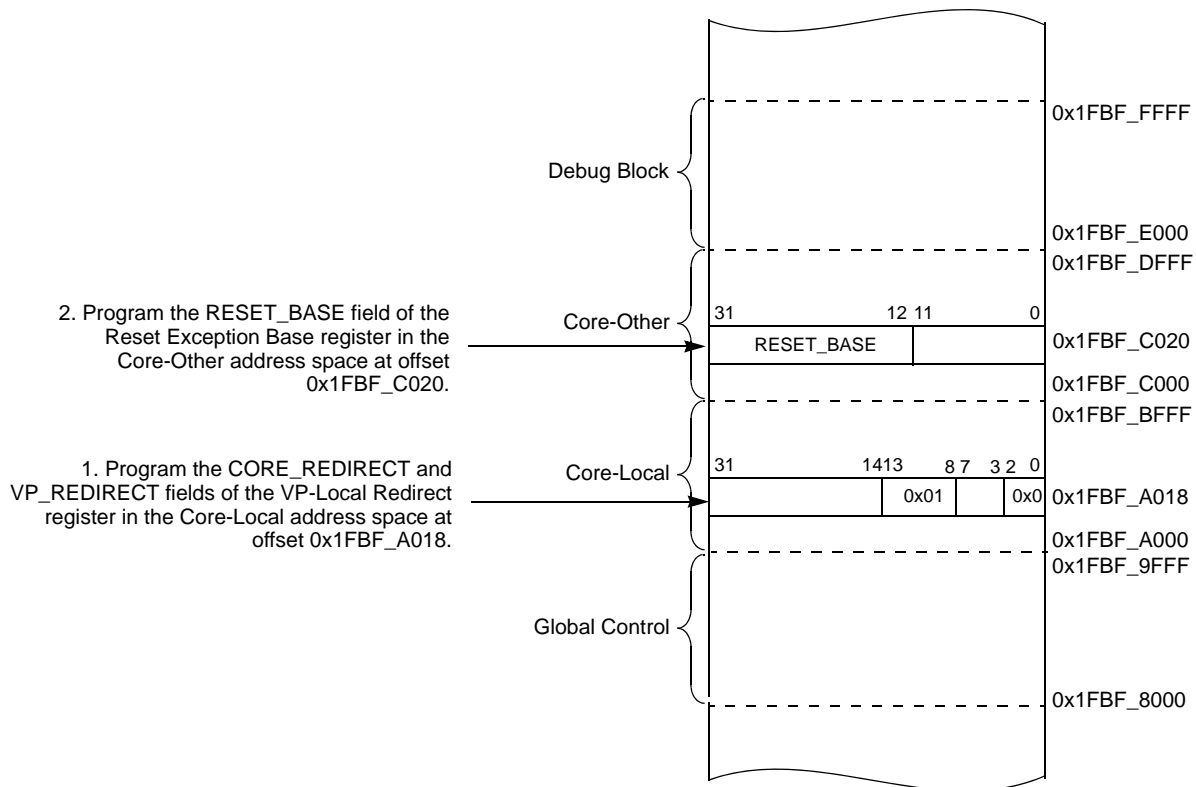 0x1FBF_FFFF
Debug Block
0x1FBF_E000
0x1FBF_DFFF
2. Program the RESET_BASE field of the
Reset Exception Base register in the
Core-Other address space at offset
0x1FBF_C020.
Core-Other
31 12 11 0
RESET_BASE
0x1FBF_C020
0x1FBF_C000
0x1FBF_BFFF
1. Program the CORE_REDIRECT and
VP_REDIRECT fields of the VP-Local Redirect
register in the Core-Local address space at
offset 0x1FBF_A018.
Core-Local
31 1413 8 7 3 2 0
0x01 0x0
0x1FBF_A018
0x1FBF_A000
0x1FBF_9FFF
Global Control
0x1FBF_8000